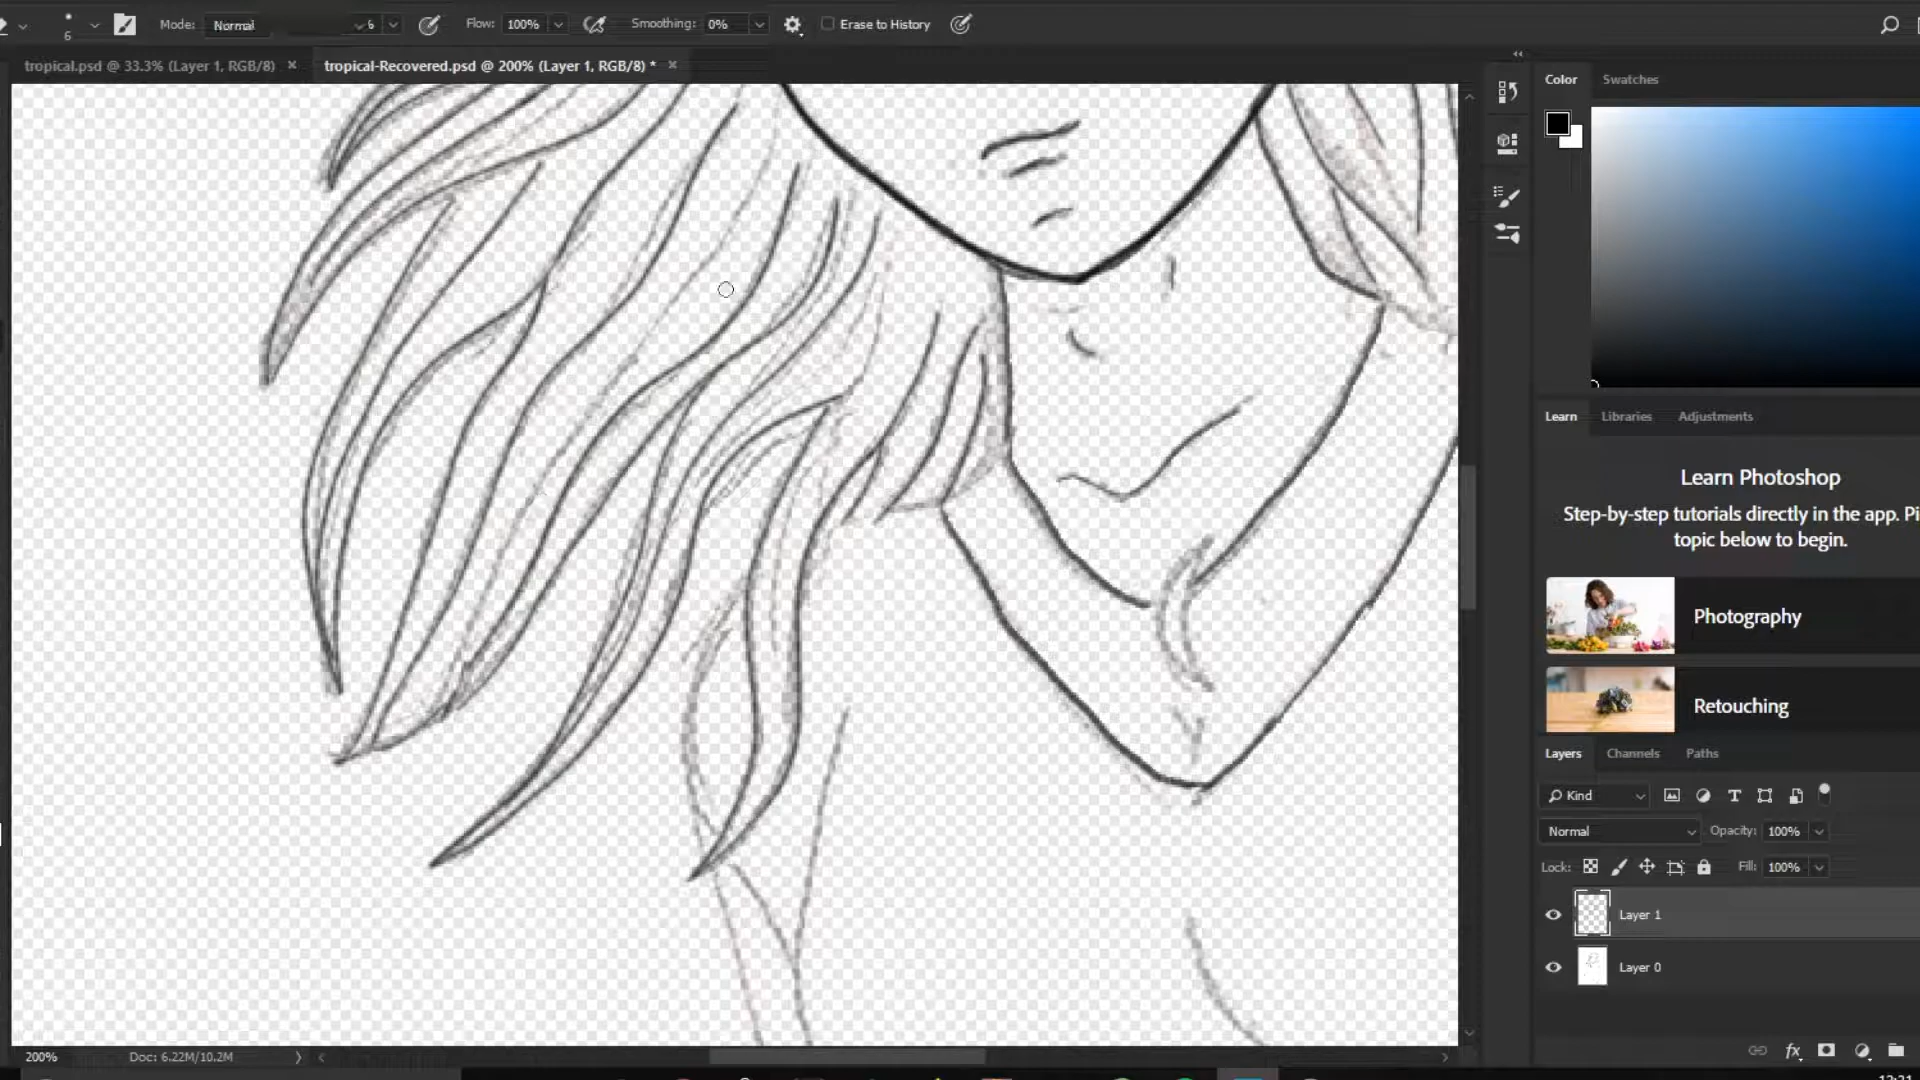 6
Mode: Normal
6
Flow: 100%
Smoothing: 0%
Erase to History
tropical.psd @ 33.3% (Layer 1, RGB/8) ×
tropical-Recovered.psd @ 200% (Layer 1, RGB/8) * ×
Color
Swatches
Learn
Libraries
Adjustments
Learn Photoshop
Step-by-step tutorials directly in the app. Pi
topic below to begin.
Photography
Retouching
Layers
Channels
Paths
Kind
Normal
Opacity: 100%
Lock:
Fill: 100%
Layer 1
Layer 0
fx
200%
Doc: 6.22M/10.2M